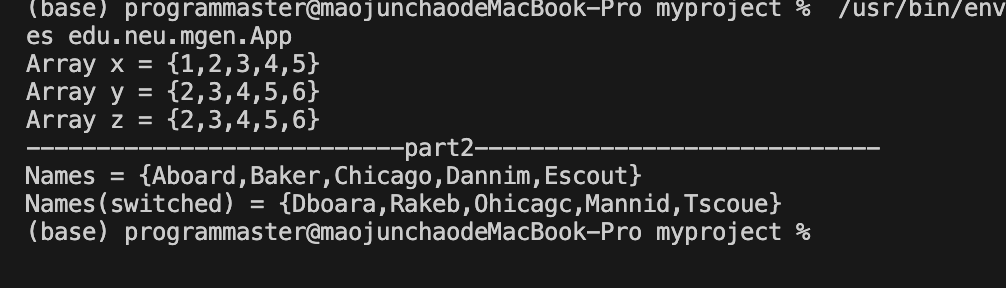 (base) programmaster@maojunchaodeMacBook-Pro myproject %  /usr/bin/env
es edu.neu.mgen.App
Array x = {1,2,3,4,5}
Array y = {2,3,4,5,6}
Array z = {2,3,4,5,6}
---------------------------part2-----------------------------
Names = {Aboard,Baker,Chicago,Dannim,Escout}
Names(switched) = {Dboara,Rakeb,Ohicagc,Mannid,Tscoue}
(base) programmaster@maojunchaodeMacBook-Pro myproject %